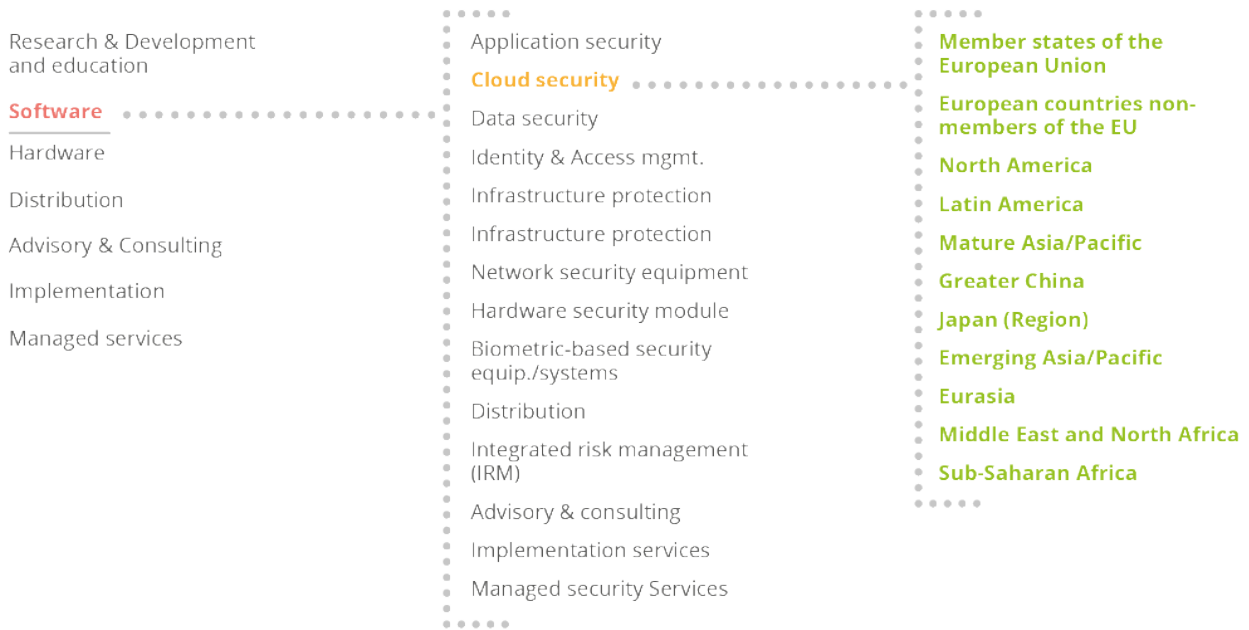 Research & Development
and education
Software
Hardware
Distribution
Advisory & Consulting
Implementation
Managed services
Application security
Cloud security
Data security
Identity & Access mgmt.
Infrastructure protection
Infrastructure protection
Network security equipment
Hardware security module
Biometric-based security
equip./systems
Distribution
Integrated risk management
(IRM)
Advisory & consulting
Implementation services
Managed security Services
Member states of the
European Union
European countries non-
members of the EU
North America
Latin America
Mature Asia/Pacific
Greater China
Japan (Region)
Emerging Asia/Pacific
Eurasia
Middle East and North Africa
Sub-Saharan Africa